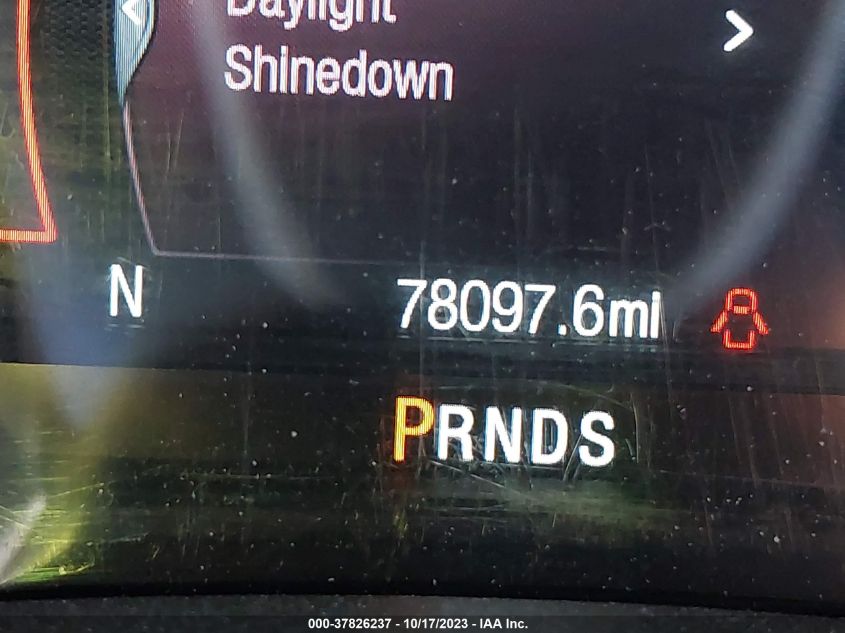 Daylight
Shinedown
N
78097.6mi
PRNDS
000-37826237 - 10/17/2023 - IAA Inc.